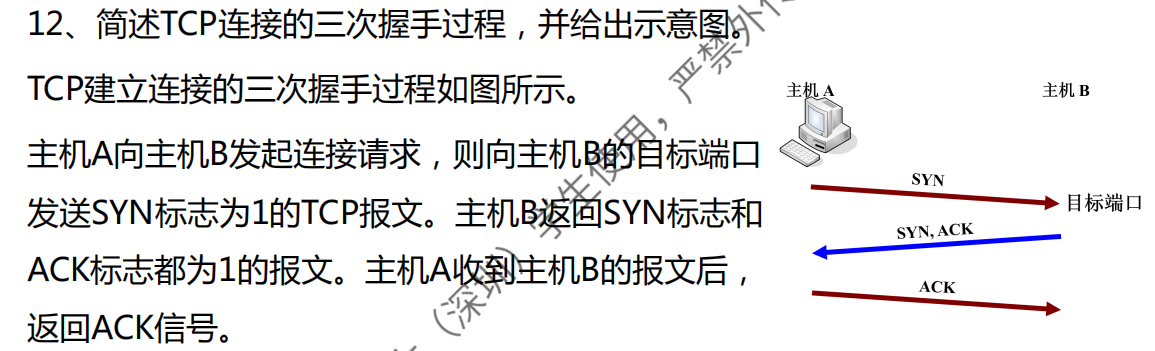 12、简述TCP连接的三次握手过程，并给出示意图。
TCP建立连接的三次握手过程如图所示。
主机A向主机B发起连接请求，则向主机B的目标端口
发送SYN标志为1的TCP报文。主机B返回SYN标志和
ACK标志都为1的报文。主机A收到主机B的报文后，
返回ACK信号。
主机 A
主机 B
SYN
目标端口
SYN, ACK
ACK
（深圳）学生使用，严禁外